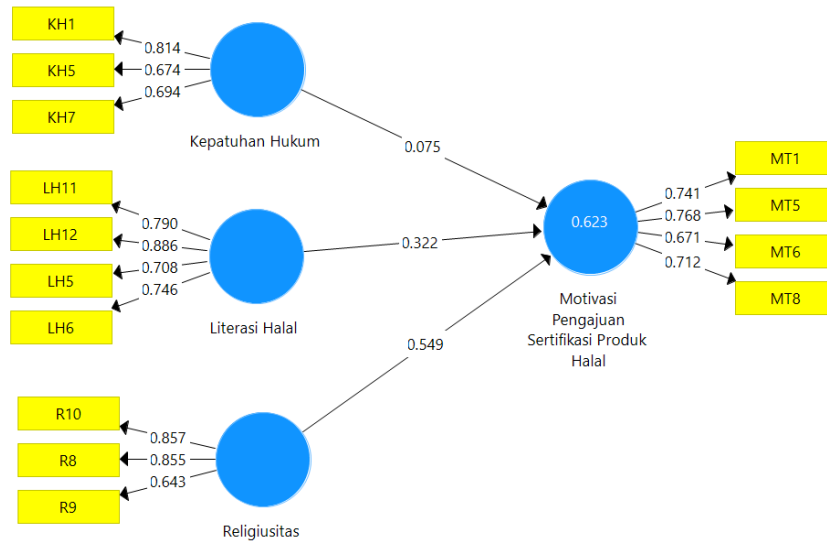 KH1
0.814
KH5
0.674
KH7
0.694
Kepatuhan Hukum
0.075
LH11
0.790
LH12
0.886
LH5
0.708
LH6
0.746
Literasi Halal
0.322
R10
0.857
R8
0.855
R9
0.643
Religiusitas
0.549
0.623
Motivasi
Pengajuan
Sertifikasi Produk
Halal
MT1
0.741
MT5
0.768
MT6
0.671
MT8
0.712